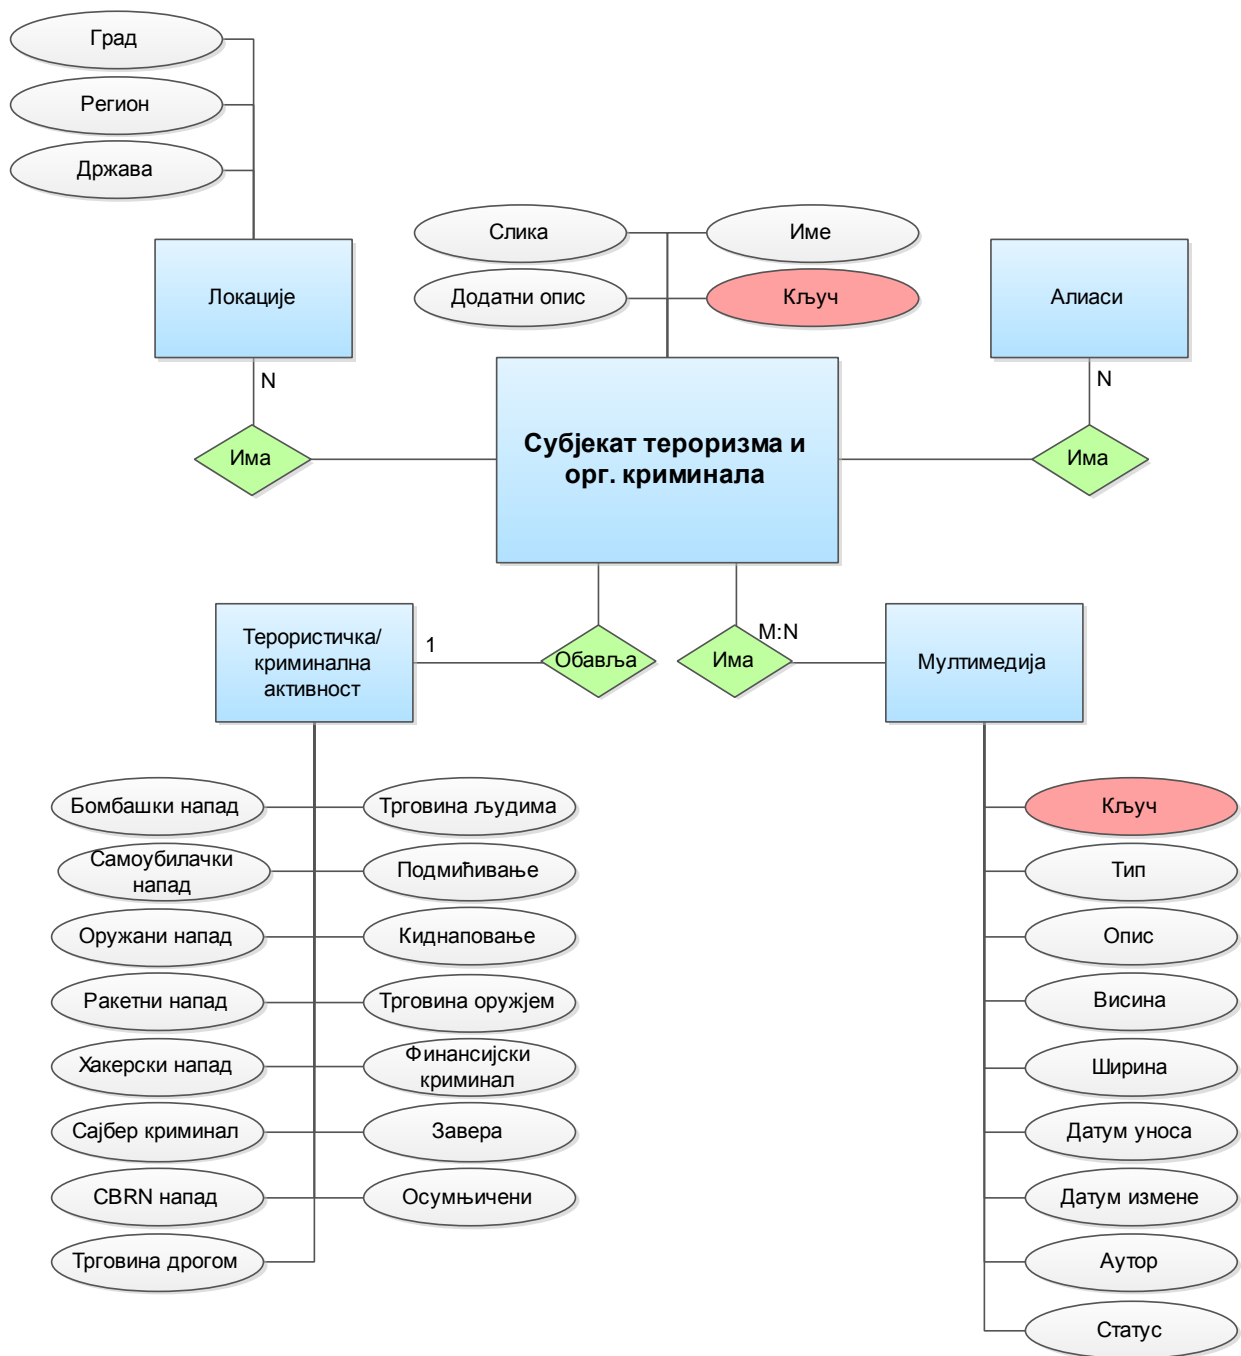 Град
Регион
Држава
Слика
Име
Додатни опис
Кључ
Локације
Алиаси
N
N
Субјекат тероризма и
орг. криминала
Има
Има
Терористичка/
криминална
активност
1
Обавља
M:N
Има
Мултимедија
Бомбашки напад
Трговина људима
Самоубилачки
напад
Подмићивање
Оружани напад
Киднаповање
Ракетни напад
Трговина оружјем
Хакерски напад
Финансијски
криминал
Сајбер криминал
Завера
CBRN напад
Осумњичени
Трговина дрогом
Кључ
Тип
Опис
Висина
Ширина
Датум уноса
Датум измене
Аутор
Статус